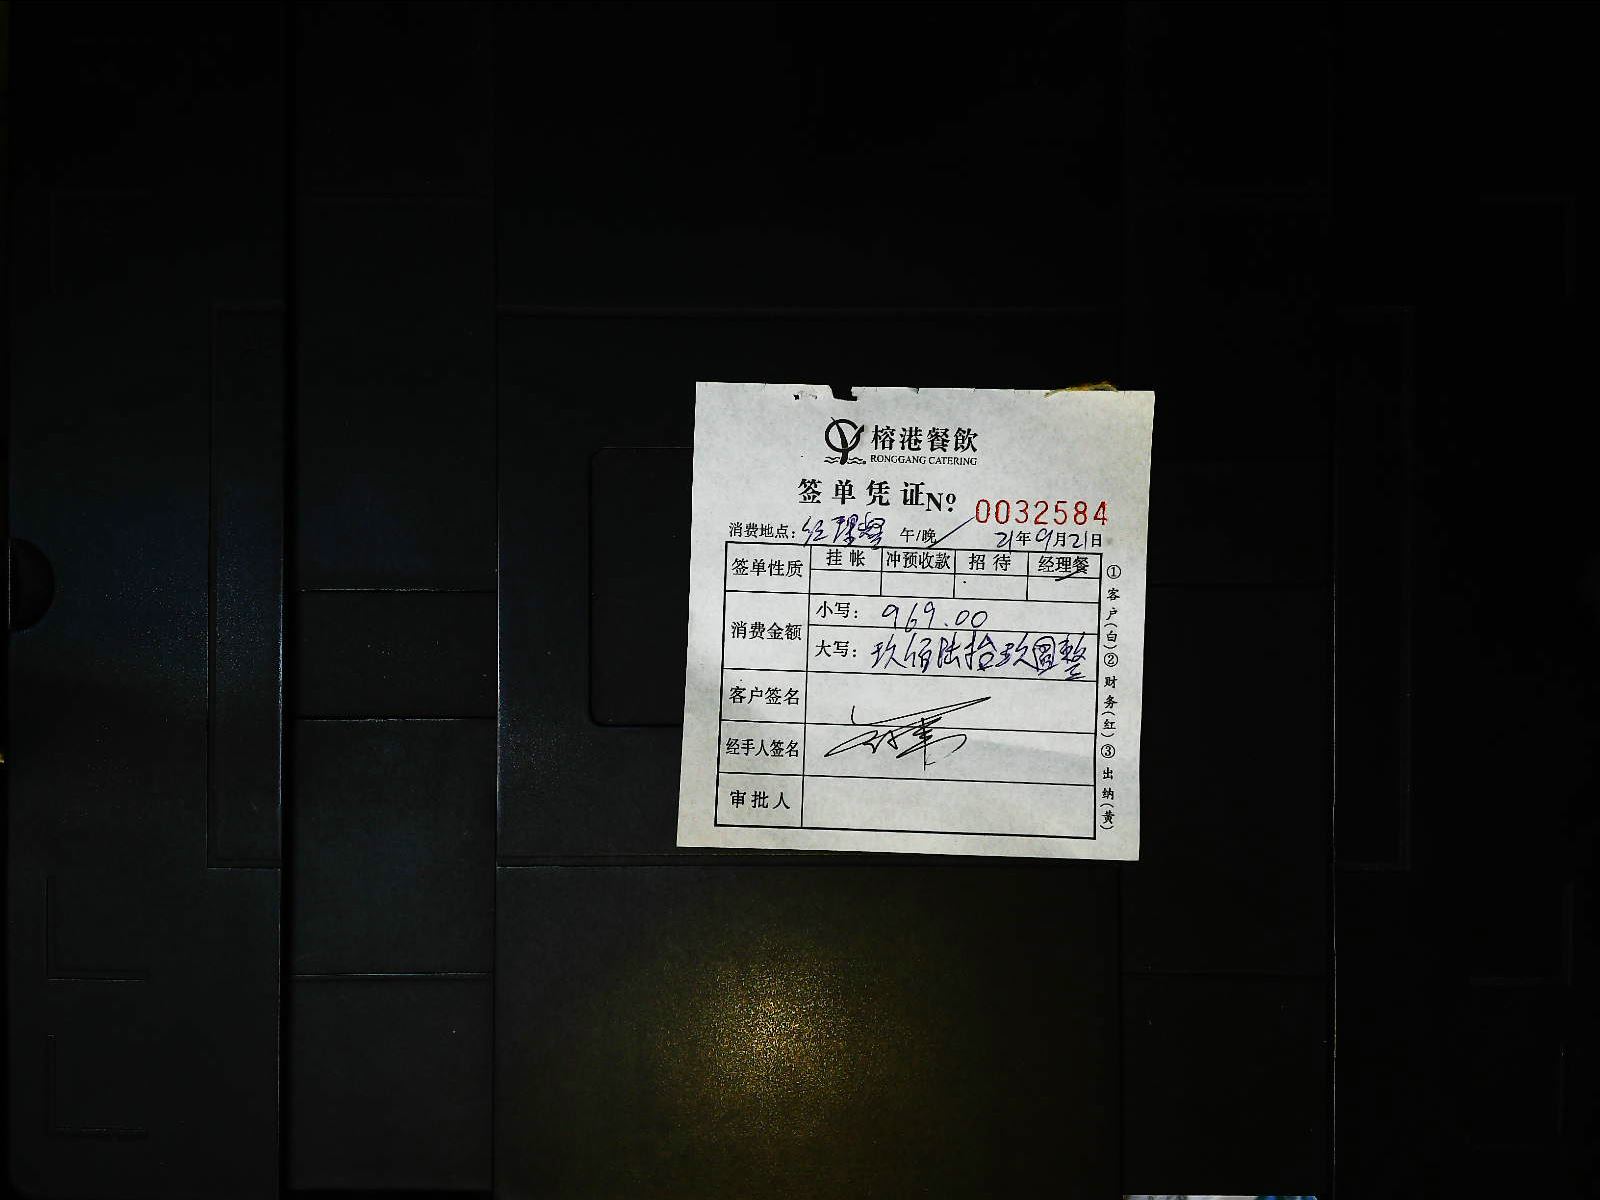 榕港餐飲
RONGGANG CATERING
签单凭证 Nº 0032584
消费地点: 经理餐 午/晚 21年9月21日
签单性质 挂帐 冲预收款 招待 经理餐
消费金额 小写: 969.00
大写: 玖佰陆拾玖圆整
客户签名
经手人签名
审批人
①客户(白)②财务(红)③出纳(黄)